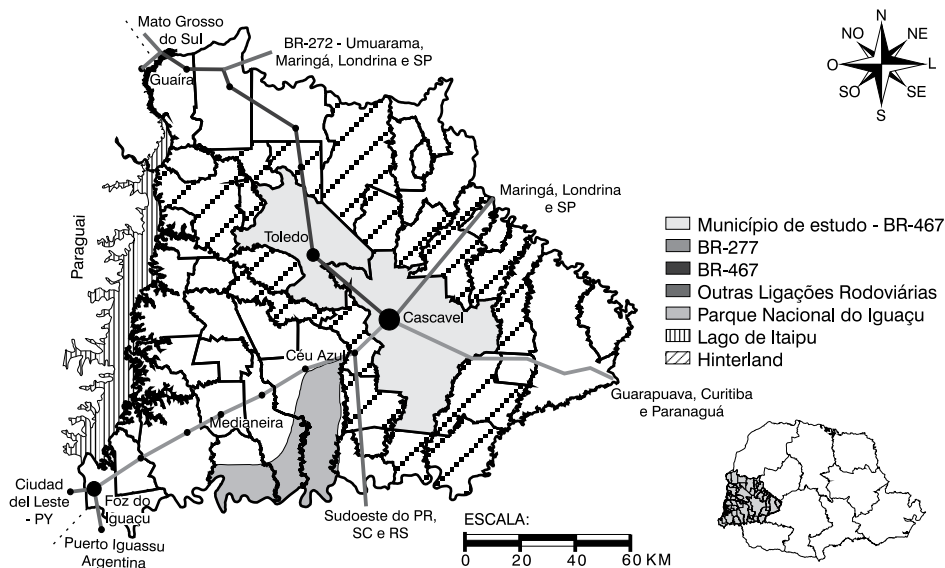 Mato Grosso
do Sul
BR-272 - Umuarama,
Maringá, Londrina e SP
Guaíra
N
NO
NE
O
L
SO
SE
S
Maringá, Londrina
e SP
Paraguai
Toledo
Cascavel
Céu Azul
Medianeira
Guarapuava, Curitiba
e Paranaguá
Ciudad
del Leste
- PY
Foz do
Iguaçu
Puerto Iguassu
Argentina
Sudoeste do PR,
SC e RS
Município de estudo - BR-467
BR-277
BR-467
Outras Ligações Rodoviárias
Parque Nacional do Iguaçu
Lago de Itaipu
Hinterland
ESCALA:
0 20 40 60 KM